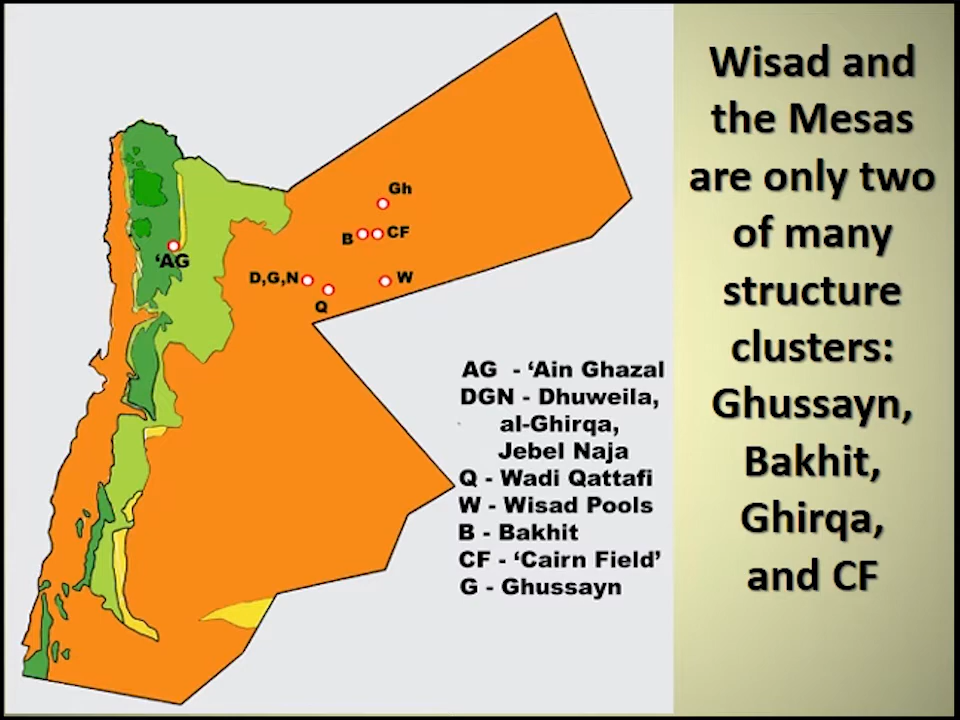 Gh
B
CF
'AG
D,G,N
W
Q
AG - 'Ain Ghazal
DGN - Dhuweila,
al-Ghirqa,
Jebel Naja
Q - Wadi Qattafi
W - Wisad Pools
B - Bakhit
CF - 'Cairn Field'
G - Ghussayn
Wisad and
the Mesas
are only two
of many
structure
clusters:
Ghussayn,
Bakhit,
Ghirqa,
and CF